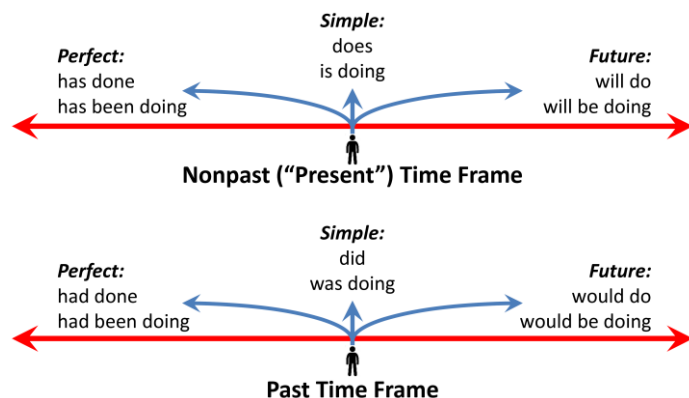 Simple:
does
is doing
Perfect:
has done
has been doing
Future:
will do
will be doing
Nonpast (“Present”) Time Frame
Simple:
did
was doing
Perfect:
had done
had been doing
Future:
would do
would be doing
Past Time Frame